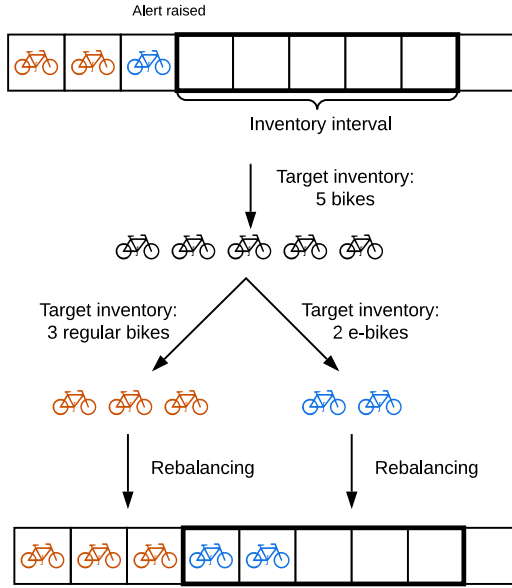 Alert raised
Inventory interval
Target inventory:
5 bikes
Target inventory:
3 regular bikes
Target inventory:
2 e-bikes
Rebalancing
Rebalancing